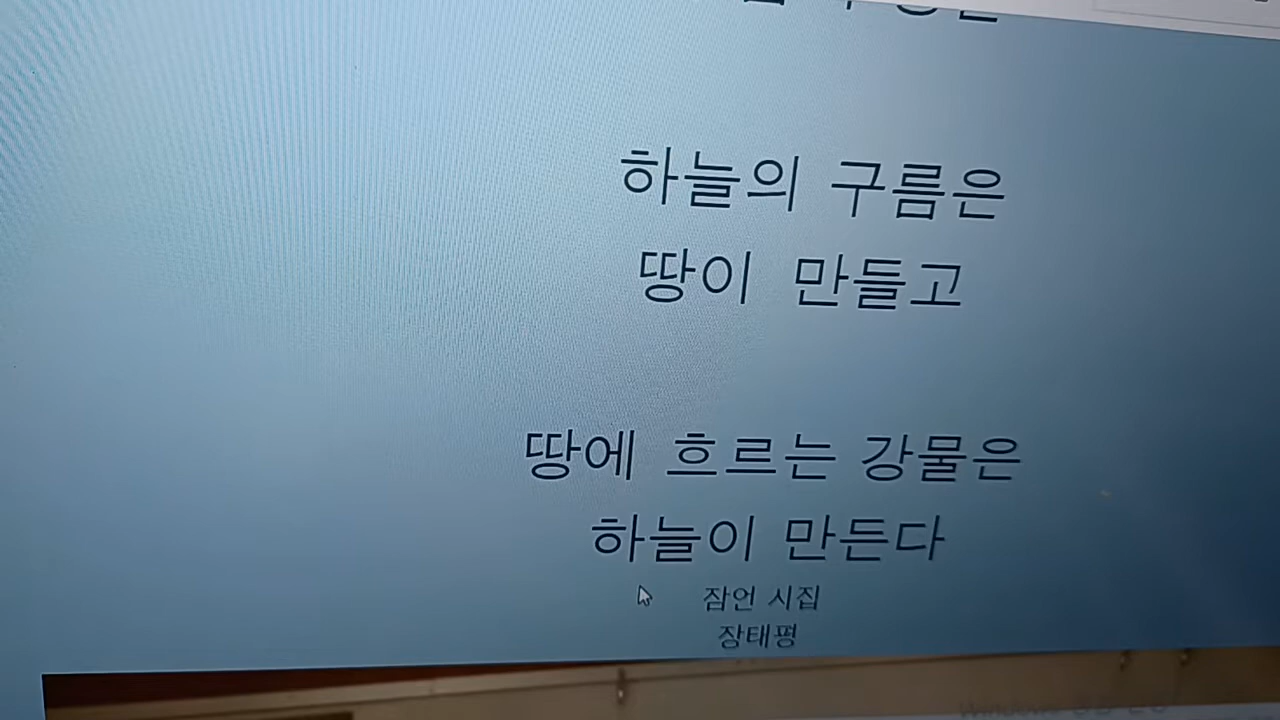 하늘의 구름은
땅이 만들고
땅에 흐르는 강물은
하늘이 만든다
잠언 시집
장태평